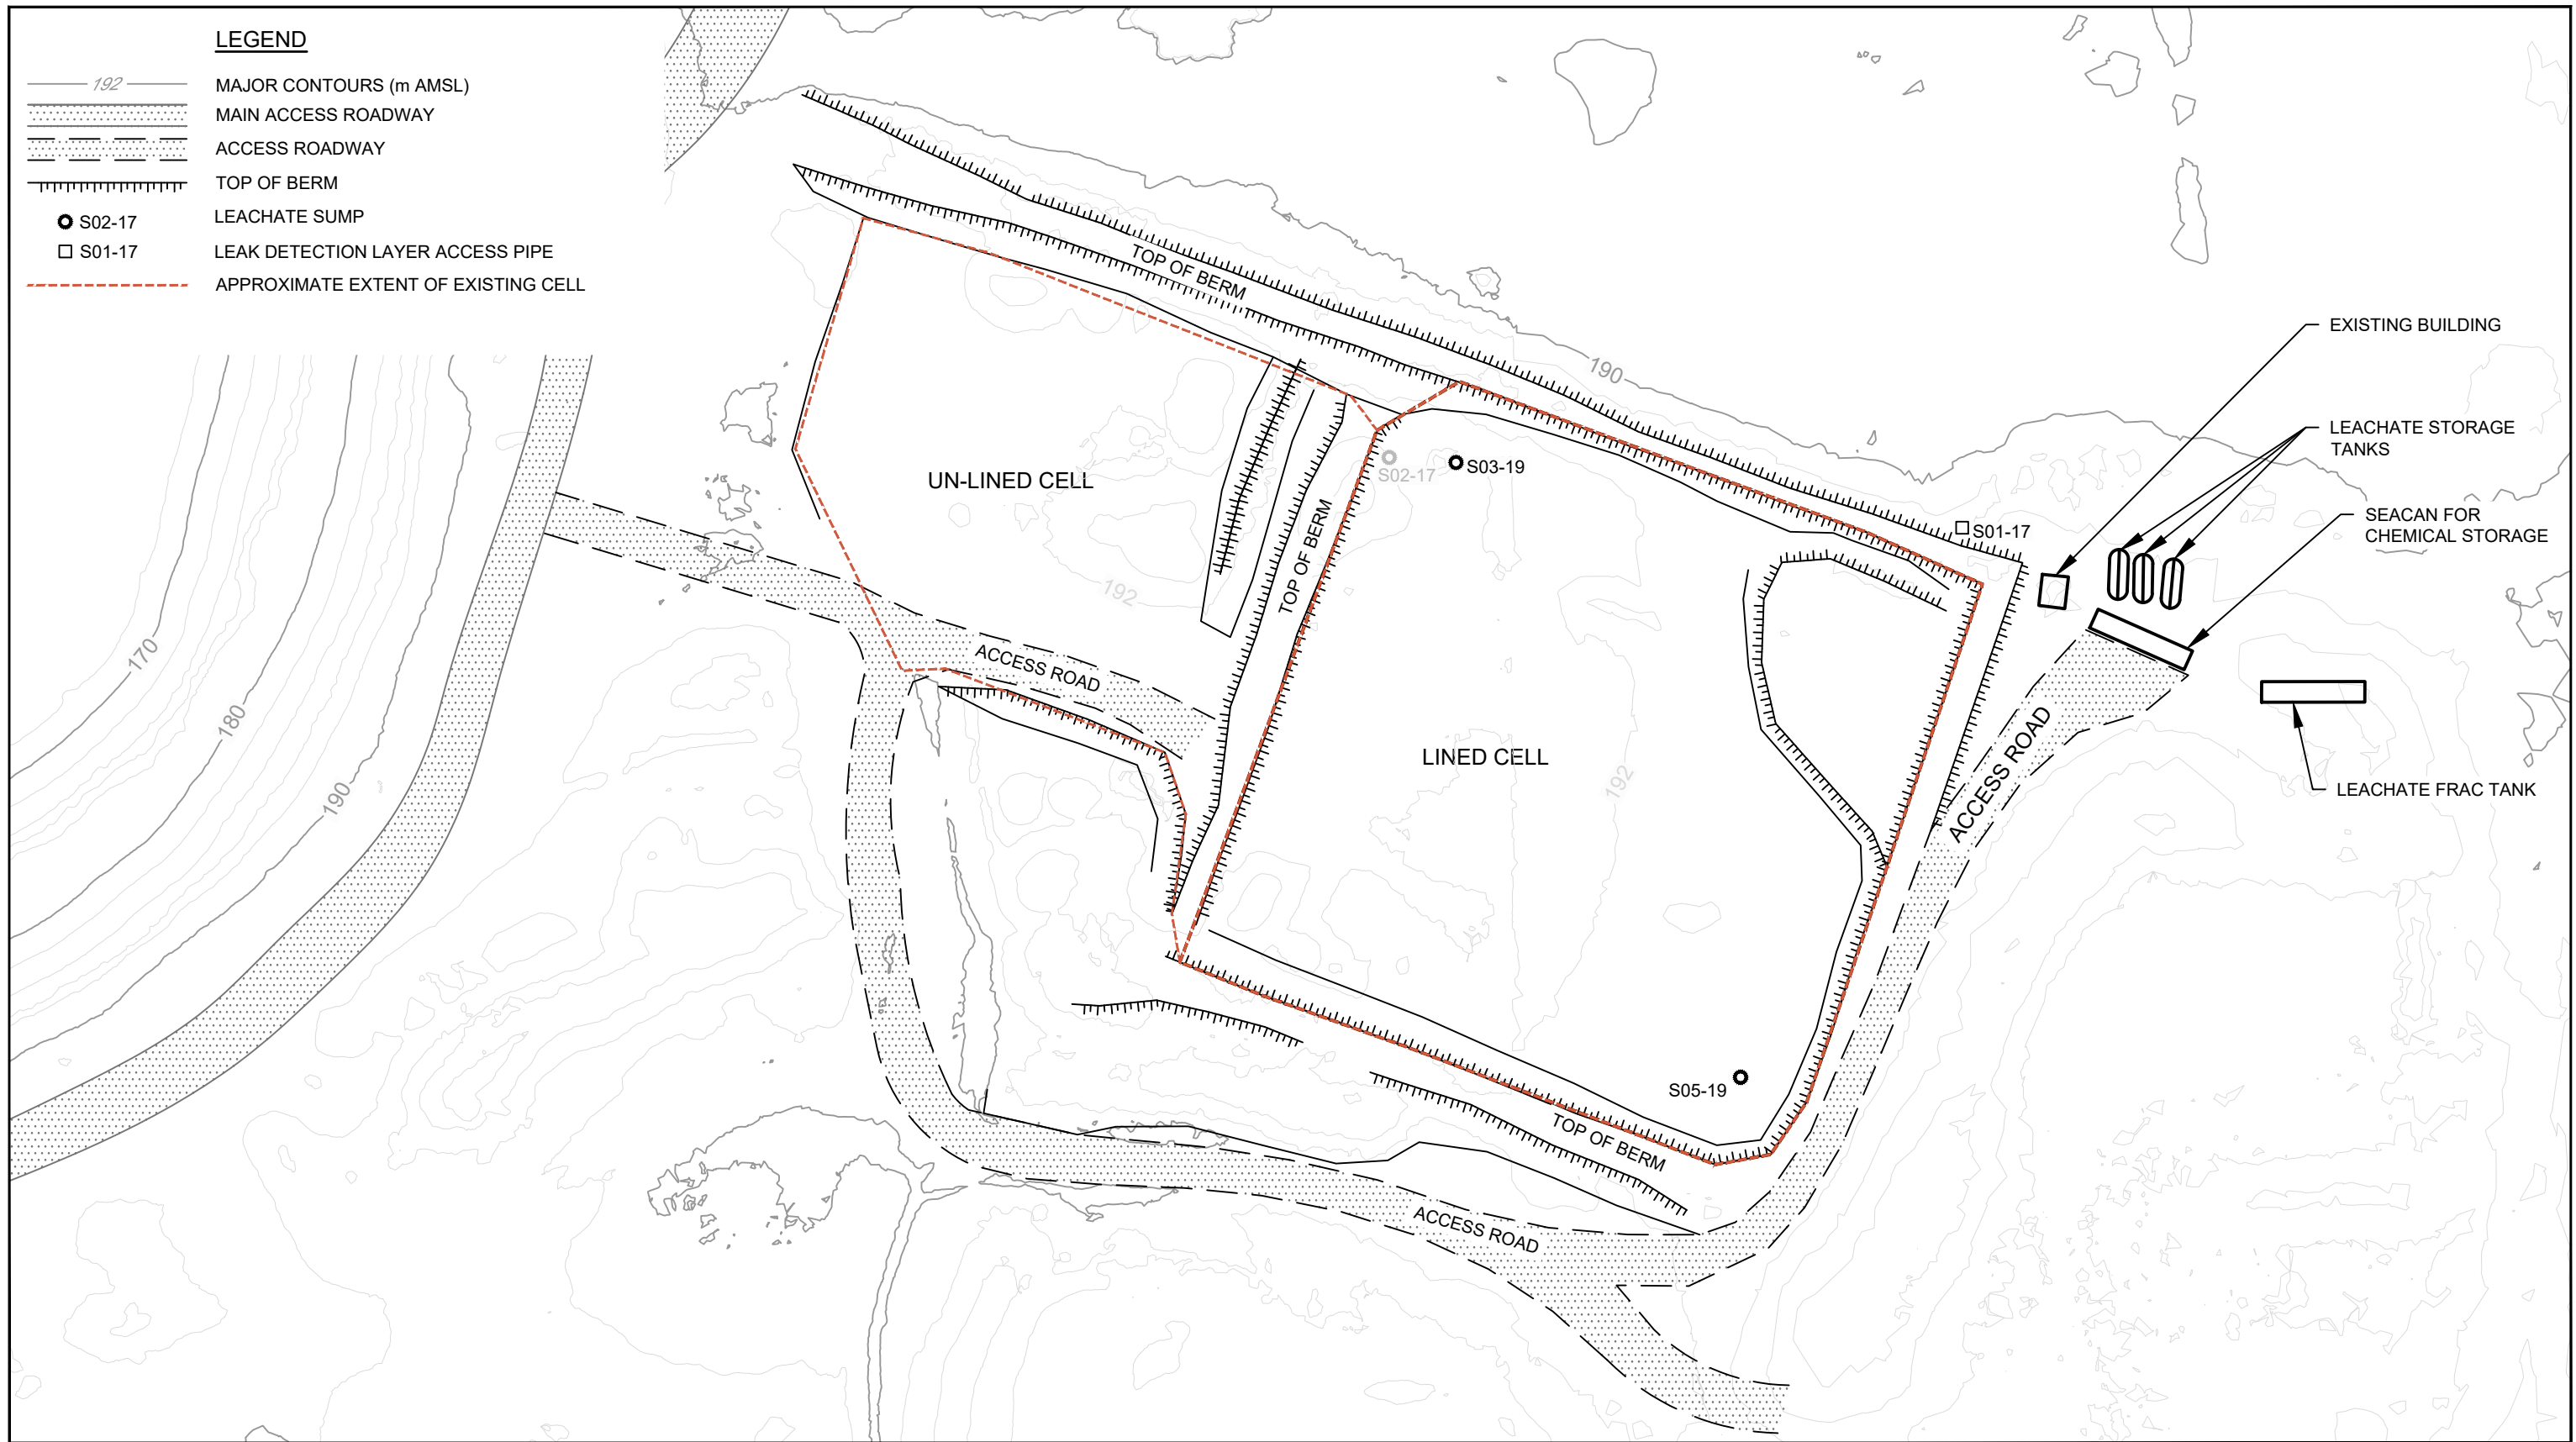 LEGEND
192
MAJOR CONTOURS (m AMSL)
MAIN ACCESS ROADWAY
ACCESS ROADWAY
TOP OF BERM
S02-17
LEACHATE SUMP
S01-17
LEAK DETECTION LAYER ACCESS PIPE
APPROXIMATE EXTENT OF EXISTING CELL
TOP OF BERM
190
EXISTING BUILDING
LEACHATE STORAGE
TANKS
S02-17
S03-19
UN-LINED CELL
SEACAN FOR
CHEMICAL STORAGE
S01-17
TOP OF BERM
192
170
ACCESS ROAD
180
190
LINED CELL
192
ACCESS ROAD
LEACHATE FRAC TANK
S05-19
TOP OF BERM
ACCESS ROAD